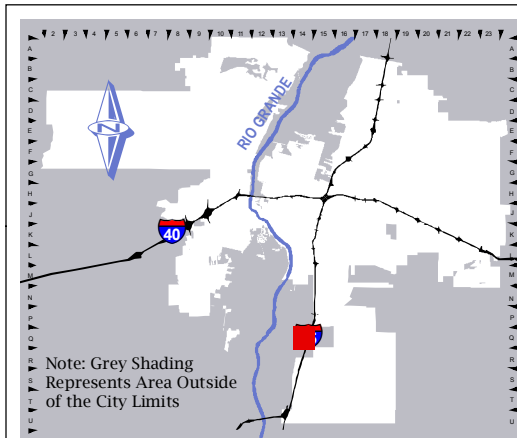 2 3 4 5 6 7 8 9 10 11 12 13 14 15 16 17 18 19 20 21 22 23
A A
B B
C C
D D
E E
F F
G G
H H
J J
K K
L L
M M
N N
P P
Q Q
R R
S S
T T
U U
N
RIO GRANDE
40
Note: Grey Shading
Represents Area Outside
of the City Limits